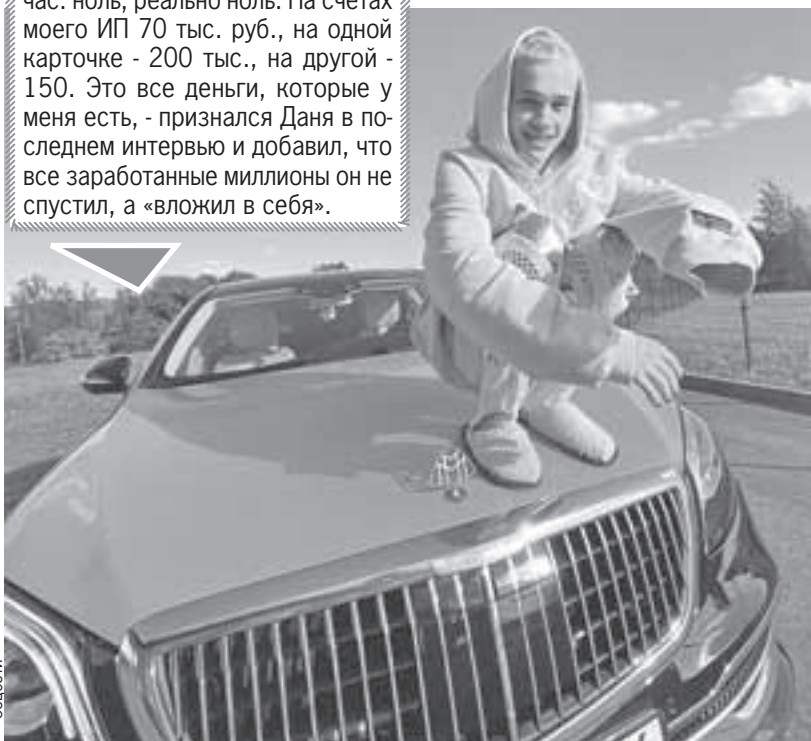 час. ноль, реально ноль. На счетах
моего ИП 70 тыс. руб., на одной
карточке - 200 тыс., на другой -
150. Это все деньги, которые у
меня есть, - признался Даня в по-
следнем интервью и добавил, что
все заработанные миллионы он не
спустил, а «вложил в себя».